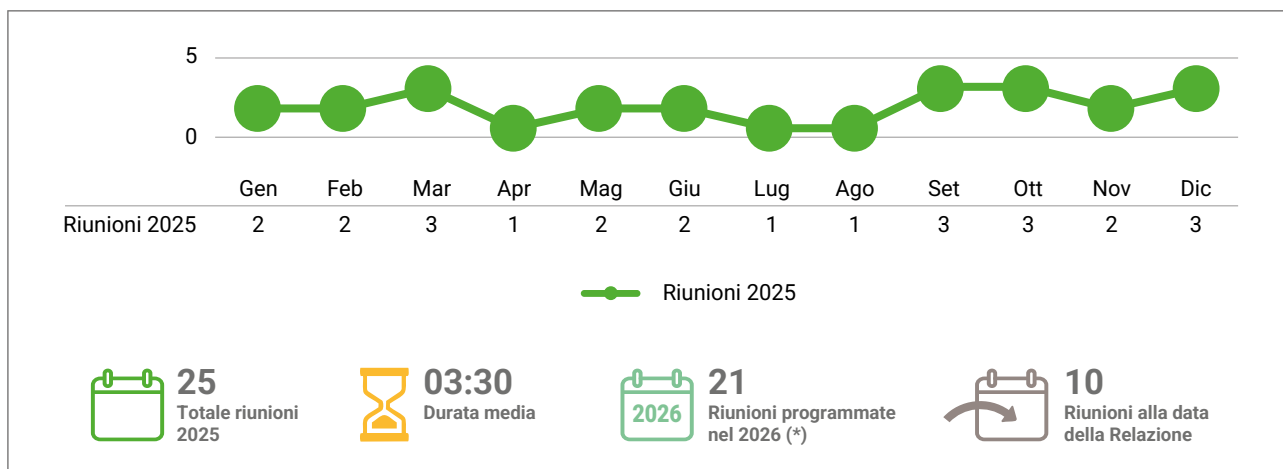 5
0
Gen Feb Mar Apr Mag Giu Lug Ago Set Ott Nov Dic
Riunioni 2025 2 2 3 1 2 2 1 1 3 3 2 3
Riunioni 2025
25
Totale riunioni
2025
03:30
Durata media
2026
21
Riunioni programmate
nel 2026 (*)
10
Riunioni alla data
della Relazione